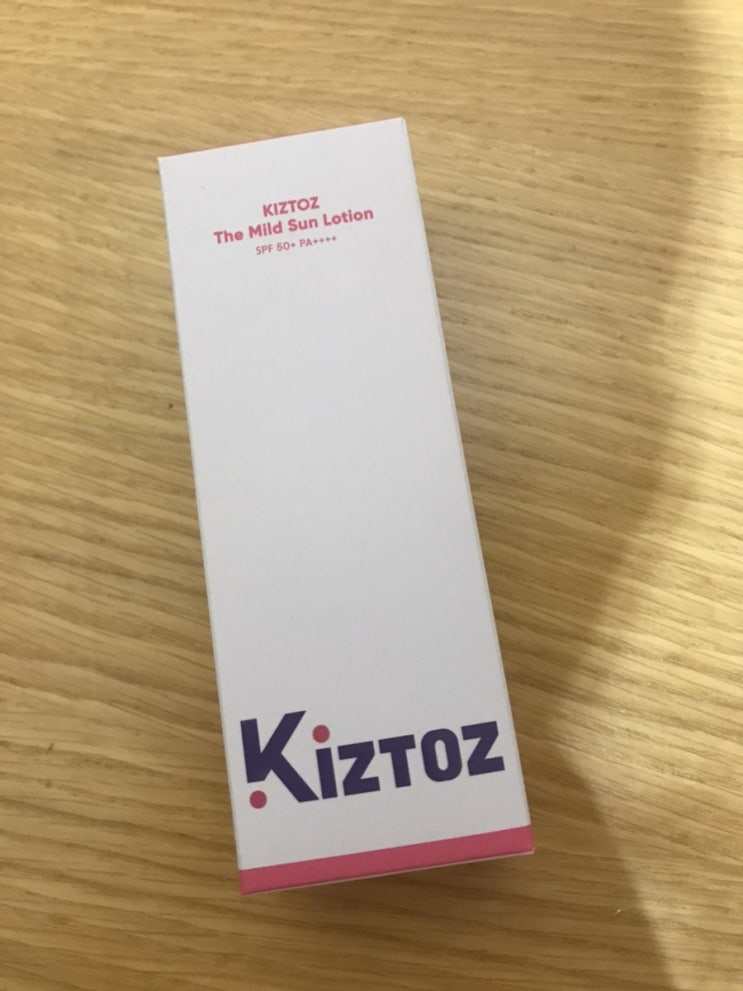 KIZTOZ
The Mild Sun Lotion
SPF 50+ PA++++
KIZTOZ